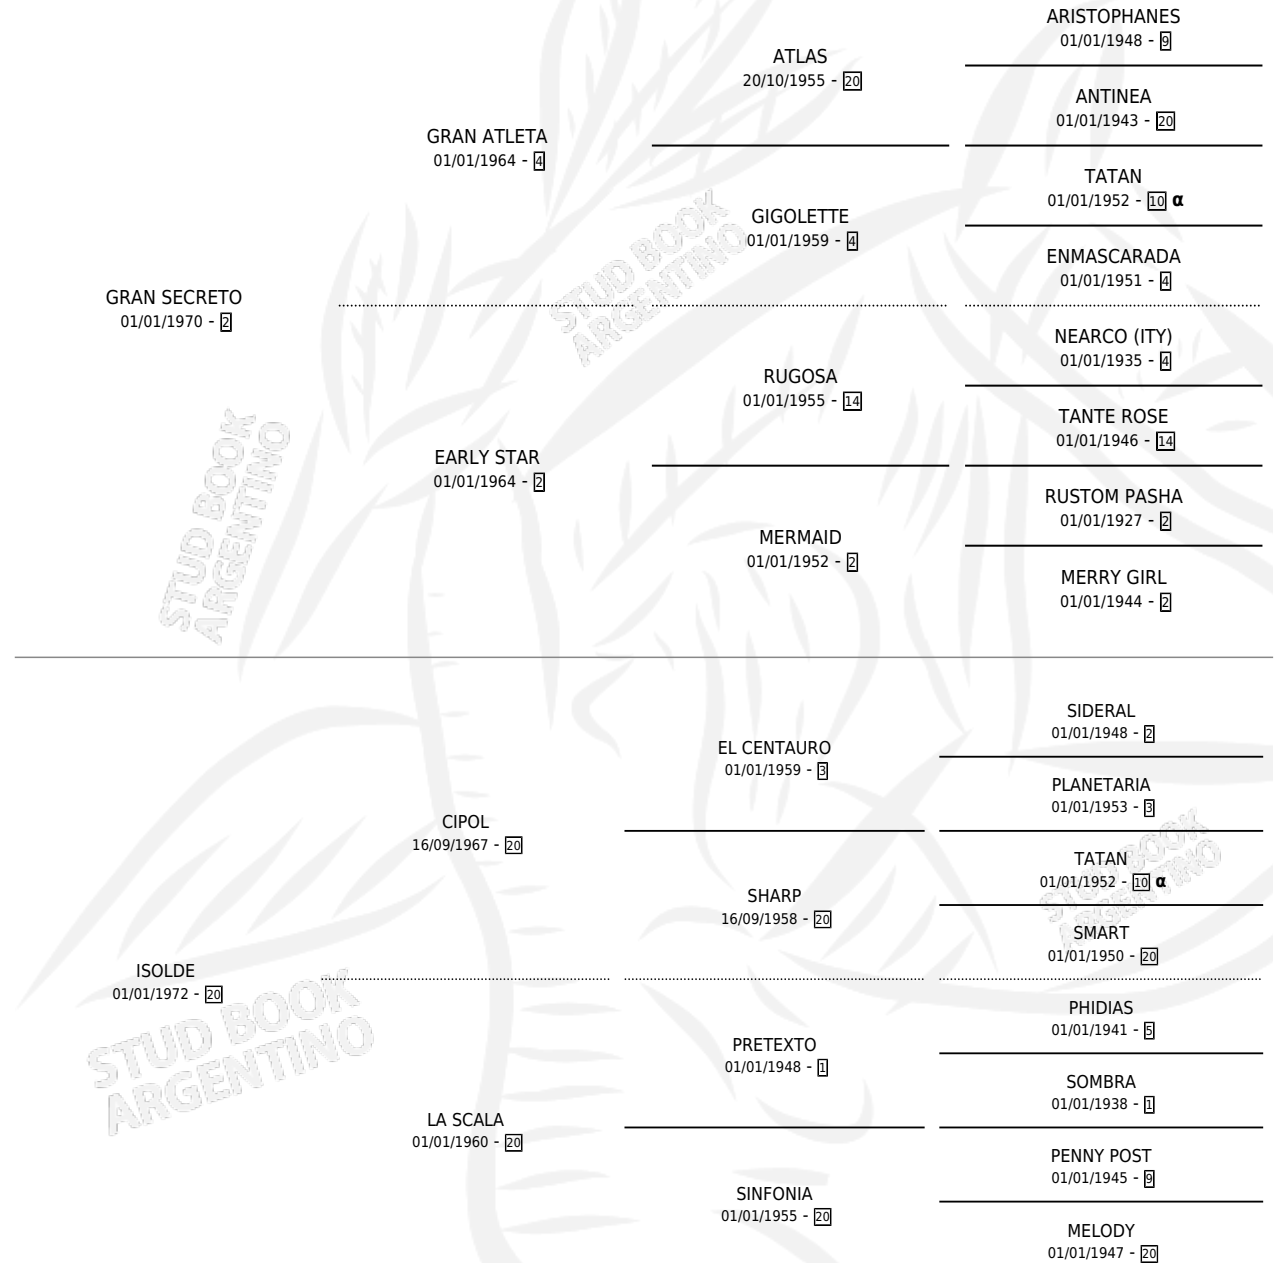 ARISTOPHANES
01/01/1948 - 9
ATLAS
20/10/1955 - 20
ANTINEA
01/01/1943 - 20
GRAN ATLETA
01/01/1964 - 4
TATAN
01/01/1952 - 10 α
GIGOLETTE
01/01/1959 - 4
ENMASCARADA
01/01/1951 - 4
GRAN SECRETO
01/01/1970 - 2
NEARCO (ITY)
01/01/1935 - 4
RUGOSA
01/01/1955 - 14
TANTE ROSE
01/01/1946 - 14
EARLY STAR
01/01/1964 - 2
RUSTOM PASHA
01/01/1927 - 2
MERMAID
01/01/1952 - 2
MERRY GIRL
01/01/1944 - 2
STUD BOOK
ARGENTINO
STUD BOOK
ARGENTINO
SIDERAL
01/01/1948 - 2
EL CENTAURO
01/01/1959 - 3
PLANETARIA
01/01/1953 - 3
CIPOL
16/09/1967 - 20
TATAN
01/01/1952 - 10 α
SHARP
16/09/1958 - 20
SMART
01/01/1950 - 20
ISOLDE
01/01/1972 - 20
PHIDIAS
01/01/1941 - 5
PRETEXTO
01/01/1948 - 1
SOMBRA
01/01/1938 - 1
LA SCALA
01/01/1960 - 20
PENNY POST
01/01/1945 - 9
SINFONIA
01/01/1955 - 20
MELODY
01/01/1947 - 20
STUD BOOK
ARGENTINO
STUD BOOK
ARGENTINO